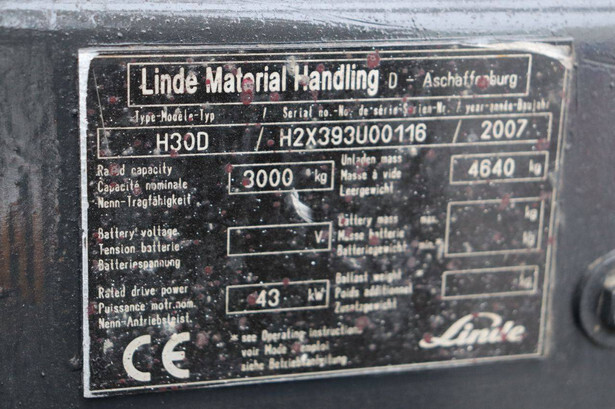 Linde Material Handling D - Aschaffenburg
Type-Modele-Typ / Serial no.-No. de série-Serien-Nr. / year-année-Baujahr
H30D / H2X393U00116 / 2007
Rated capacity
Capacité nominale
Nenn-Tragfähigkeit
3000 kg
Unladen mass
Masse à vide
Leergewicht
4640 kg
Battery voltage
Tension batterie
Batteriespannung
V
Battery mass max.
Masse batterie
Batteriegewicht min.
kg
kg
Rated drive power
Puissance motr.nom.
Nenn-Antriebsleist.
43 kW
Ballast weight
Poids additionnel
Zusatzgewicht
kg
CE
* see Operating instructions
voir Mode d'emploi
siehe Betriebsanleitung
Linde